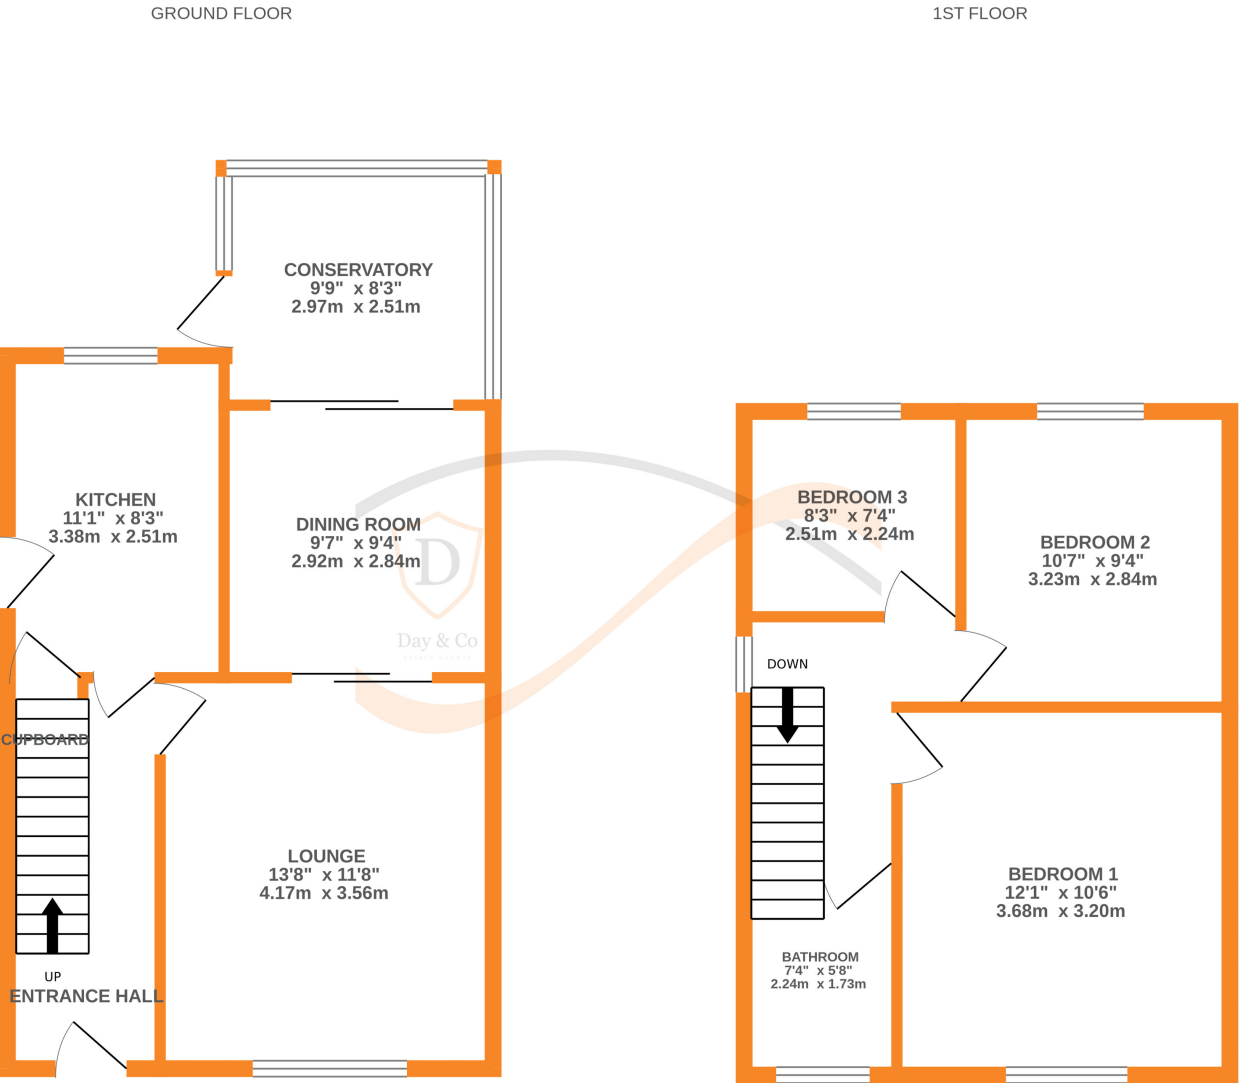 GROUND FLOOR
1ST FLOOR
CONSERVATORY
9'9" x 8'3"
2.97m x 2.51m
KITCHEN
11'1" x 8'3"
3.38m x 2.51m
DINING ROOM
9'7" x 9'4"
2.92m x 2.84m
D
Day & Co
ESTATE AGENTS
CUPBOARD
LOUNGE
13'8" x 11'8"
4.17m x 3.56m
UP
ENTRANCE HALL
BEDROOM 3
8'3" x 7'4"
2.51m x 2.24m
BEDROOM 2
10'7" x 9'4"
3.23m x 2.84m
DOWN
BEDROOM 1
12'1" x 10'6"
3.68m x 3.20m
BATHROOM
7'4" x 5'8"
2.24m x 1.73m